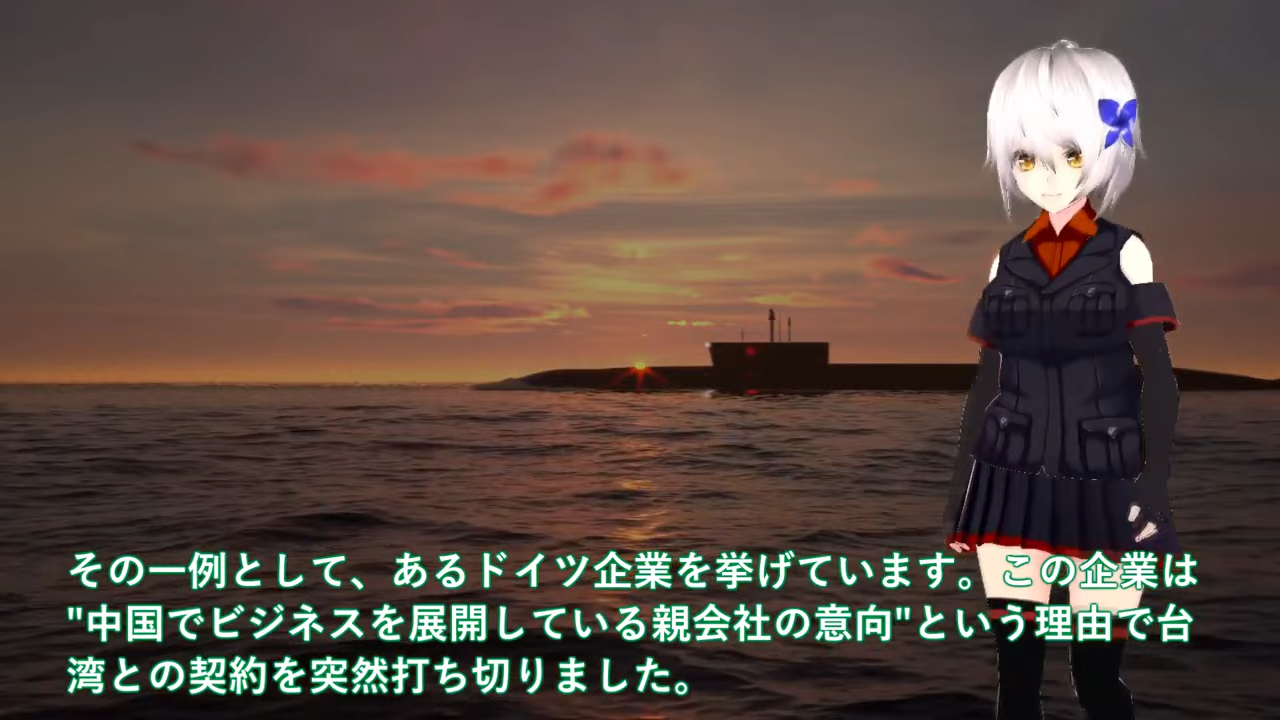 その一例として、あるドイツ企業を挙げています。この企業は
"中国でビジネスを展開している親会社の意向"という理由で台
湾との契約を突然打ち切りました。